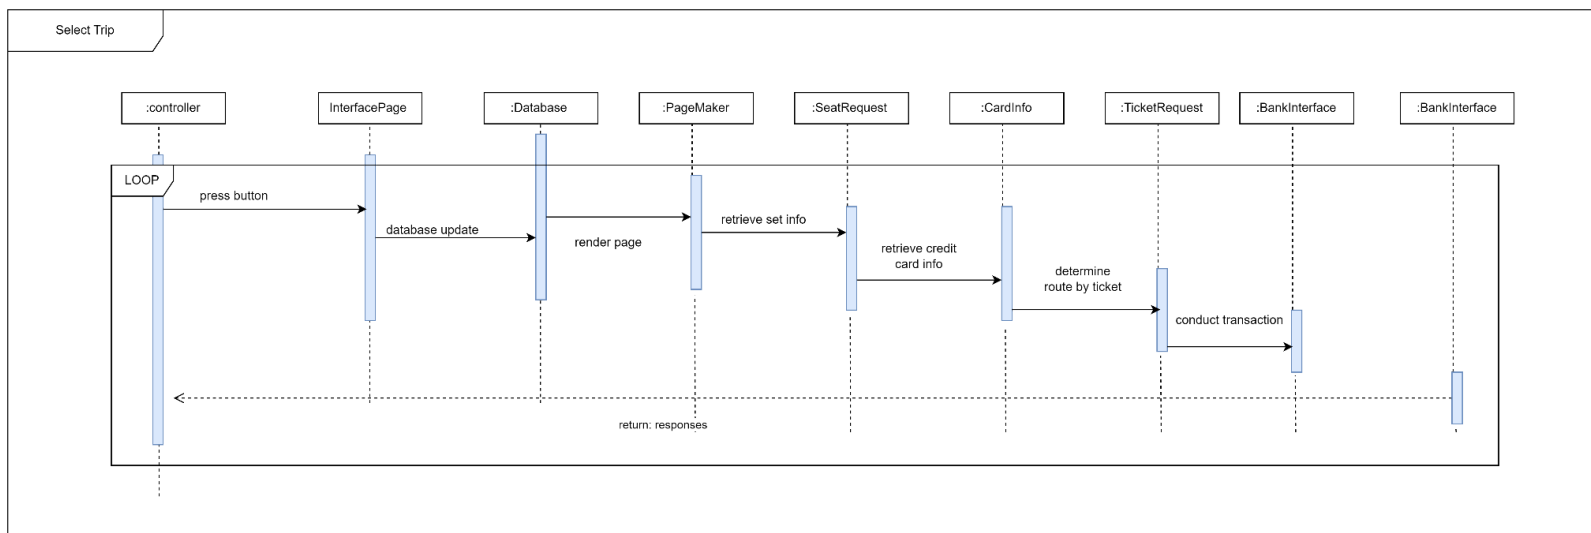 Select Trip
:controller
InterfacePage
:Database
:PageMaker
:SeatRequest
:CardInfo
:TicketRequest
:BankInterface
:BankInterface
LOOP
press button
database update
render page
retrieve set info
retrieve credit
card info
determine
route by ticket
conduct transaction
return: responses